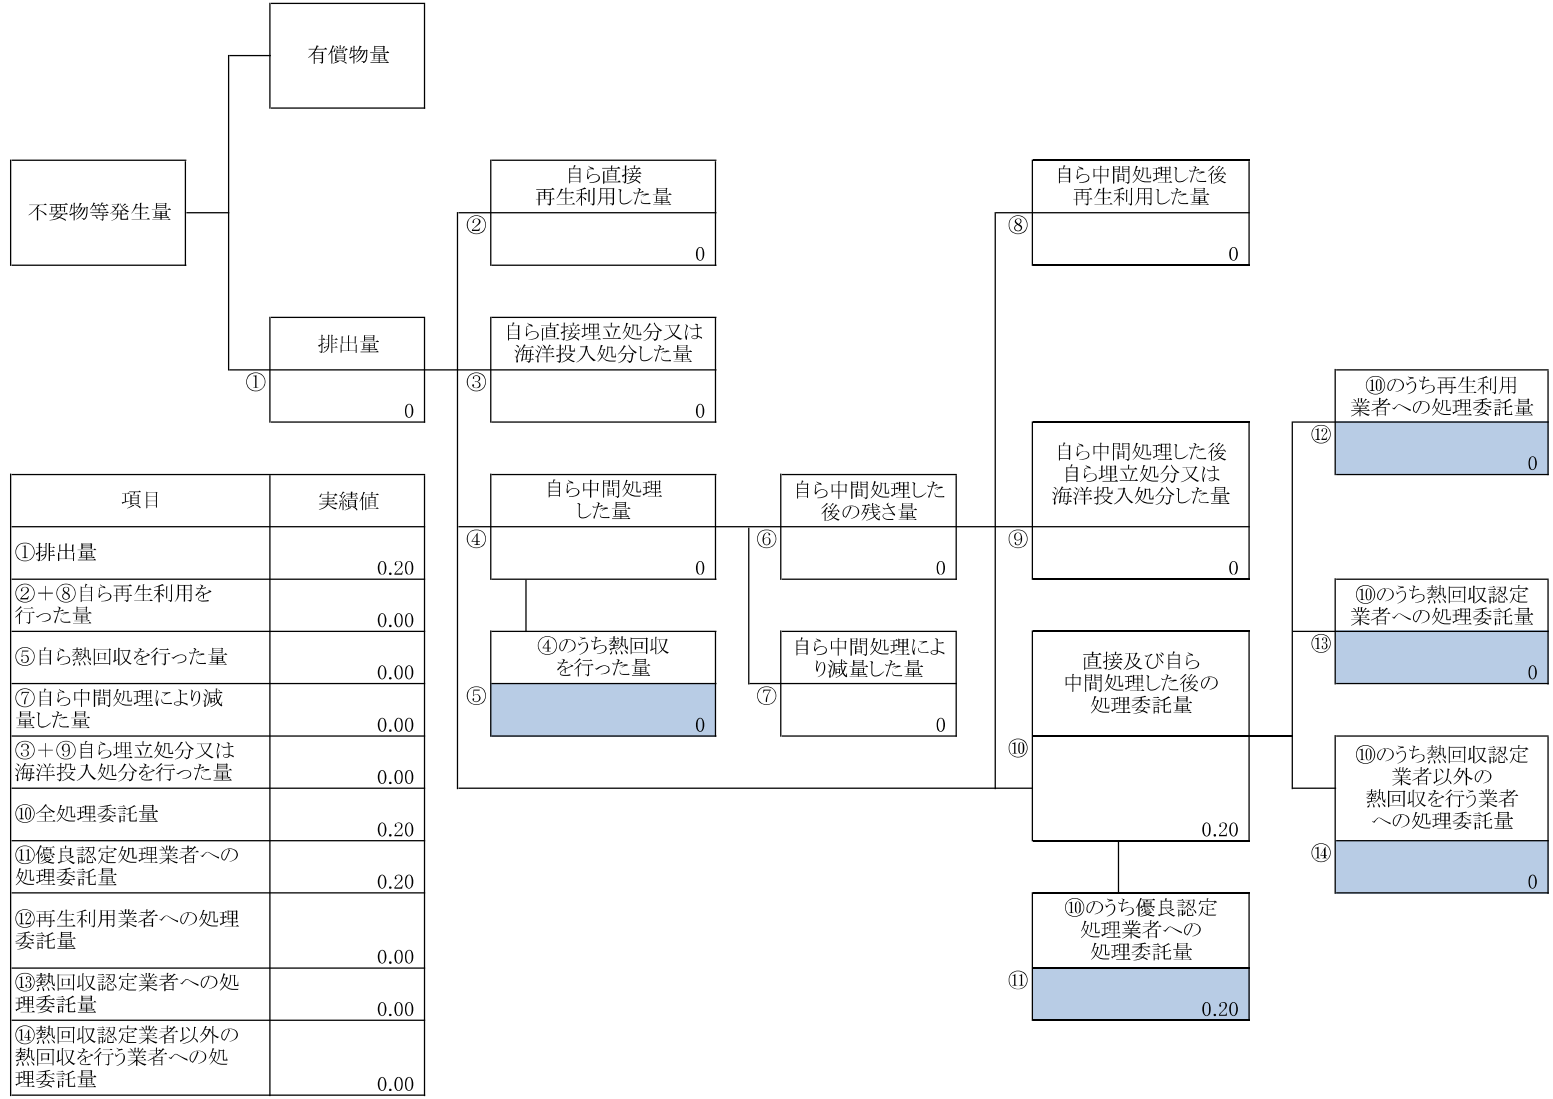 有償物量
不要物等発生量
排出量
①
0
自ら直接
再生利用した量
②
0
自ら直接埋立処分又は
海洋投入処分した量
③
0
自ら中間処理
した量
④
0
④のうち熱回収
を行った量
⑤
0
自ら中間処理した
後の残さ量
⑥
0
自ら中間処理によ
り減量した量
⑦
0
自ら中間処理した後
再生利用した量
⑧
0
自ら中間処理した後
自ら埋立処分又は
海洋投入処分した量
⑨
0
直接及び自ら
中間処理した後の
処理委託量
⑩
0.20
⑩のうち優良認定
処理業者への
処理委託量
⑪
0.20
⑩のうち再生利用
業者への処理委託量
⑫
0
⑩のうち熱回収認定
業者への処理委託量
⑬
0
⑩のうち熱回収認定
業者以外の
熱回収を行う業者
への処理委託量
⑭
0
項目 実績値
①排出量
0.20
②＋⑧自ら再生利用を
行った量
0.00
⑤自ら熱回収を行った量
0.00
⑦自ら中間処理により減
量した量
0.00
③＋⑨自ら埋立処分又は
海洋投入処分を行った量
0.00
⑩全処理委託量
0.20
⑪優良認定処理業者への
処理委託量
0.20
⑫再生利用業者への処理
委託量
0.00
⑬熱回収認定業者への処
理委託量
0.00
⑭熱回収認定業者以外の
熱回収を行う業者への処
理委託量
0.00